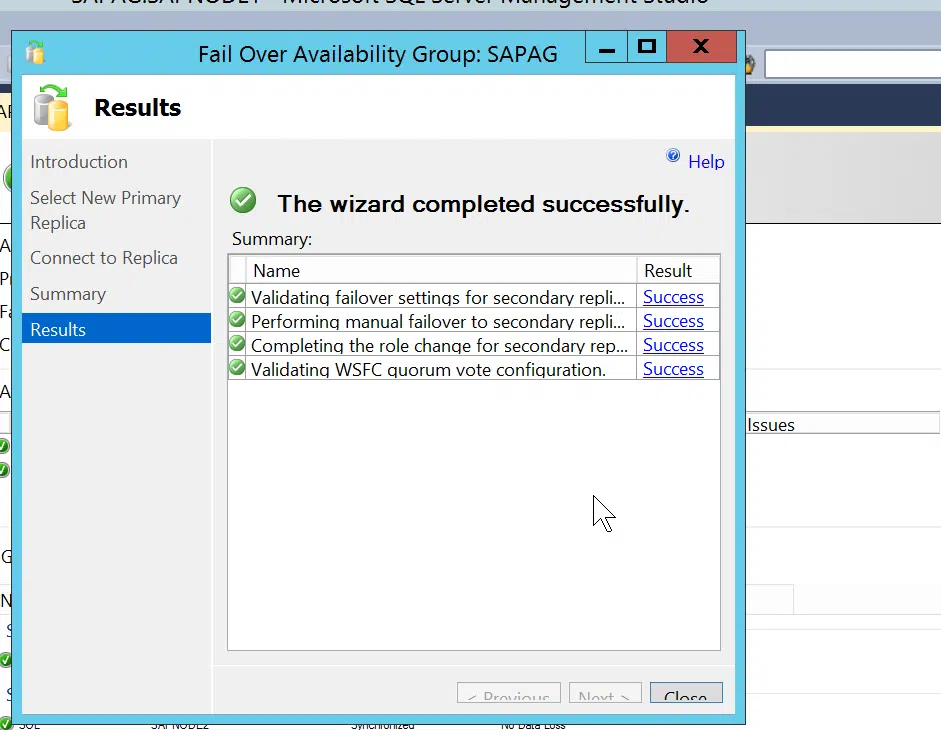 SAPAG.SAPNODE1 - Microsoft SQL Server Management Studio
Fail Over Availability Group: SAPAG
Results
Introduction
Help
Select New Primary
Replica
The wizard completed successfully.
Summary:
Connect to Replica
Name Result
Summary
Validating failover settings for secondary repli... Success
Performing manual failover to secondary repli... Success
Results
Completing the role change for secondary rep... Success
Validating WSFC quorum vote configuration. Success
Issues
< Previous Next > Close
SQL SAPNODE2 Synchronized No Data Loss